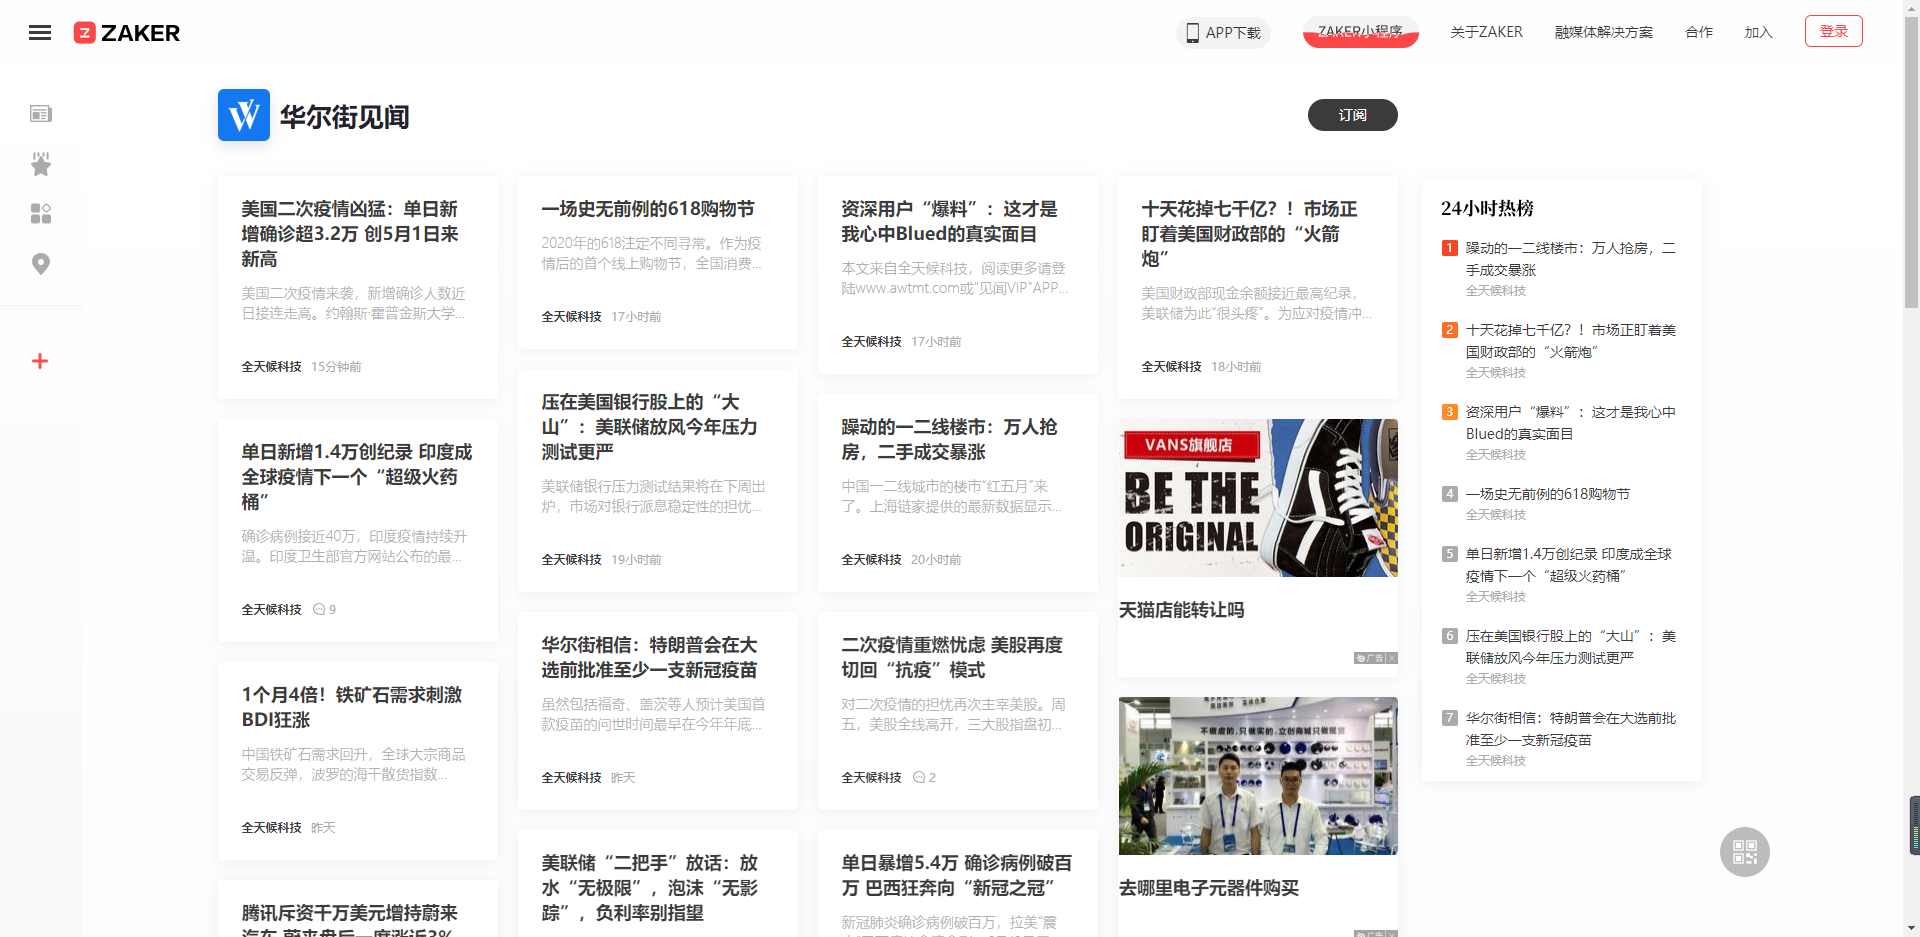 ZAKER
APP下载
ZAKER小程序
关于ZAKER
融媒体解决方案
合作
加入
登录
华尔街见闻
订阅
美国二次疫情凶猛：单日新
增确诊超3.2万 创5月1日来
新高
美国二次疫情来袭，新增确诊人数近
日接连走高。约翰斯·霍普金斯大学...
全天候科技 15分钟前
单日新增1.4万创纪录 印度成
全球疫情下一个“超级火药
桶”
确诊病例接近40万，印度疫情持续升
温。印度卫生部官方网站公布的最...
全天候科技 9
1个月4倍！铁矿石需求刺激
BDI狂涨
中国铁矿石需求回升，全球大宗商品
交易反弹，波罗的海干散货指数...
全天候科技 昨天
腾讯斥资千万美元增持蔚来
汽车 蔚来盘后一度涨近3%
一场史无前例的618购物节
2020年的618注定不同寻常。作为疫
情后的首个线上购物节，全国消费...
全天候科技 17小时前
压在美国银行股上的“大
山”：美联储放风今年压力
测试更严
美联储银行压力测试结果将在下周出
炉，市场对银行派息稳定性的担忧...
全天候科技 19小时前
华尔街相信：特朗普会在大
选前批准至少一支新冠疫苗
虽然包括福奇、盖茨等人预计美国首
款疫苗的问世时间最早在今年年底...
全天候科技 昨天
美联储“二把手”放话：放
水“无极限”，泡沫“无影
踪”，负利率别指望
资深用户“爆料”：这才是
我心中Blued的真实面目
本文来自全天候科技，阅读更多请登
陆www.awtmt.com或"见闻VIP"APP...
全天候科技 17小时前
躁动的一二线楼市：万人抢
房，二手成交暴涨
中国一二线城市的楼市“红五月”来
了。上海链家提供的最新数据显示...
全天候科技 20小时前
二次疫情重燃忧虑 美股再度
切回“抗疫”模式
对二次疫情的担忧再次主宰美股。周
五，美股全线高开，三大股指盘初...
全天候科技 2
单日暴增5.4万 确诊病例破百
万 巴西狂奔向“新冠之冠”
新冠肺炎确诊病例破百万，拉美“震
十天花掉七千亿？！市场正
盯着美国财政部的“火箭
炮”
美国财政部现金余额接近最高纪录，
美联储为此“很头疼”。为应对疫情冲...
全天候科技 18小时前
VANS旗舰店
BE THE
ORIGINAL
天猫店能转让吗
广告
不做虚的，只做实的，立创商城只做现货
去哪里电子元器件购买
广告
24小时热榜
1 躁动的一二线楼市：万人抢房，二
手成交暴涨
全天候科技
2 十天花掉七千亿？！市场正盯着美
国财政部的“火箭炮”
全天候科技
3 资深用户“爆料”：这才是我心中
Blued的真实面目
全天候科技
4 一场史无前例的618购物节
全天候科技
5 单日新增1.4万创纪录 印度成全球
疫情下一个“超级火药桶”
全天候科技
6 压在美国银行股上的“大山”：美
联储放风今年压力测试更严
全天候科技
7 华尔街相信：特朗普会在大选前批
准至少一支新冠疫苗
全天候科技